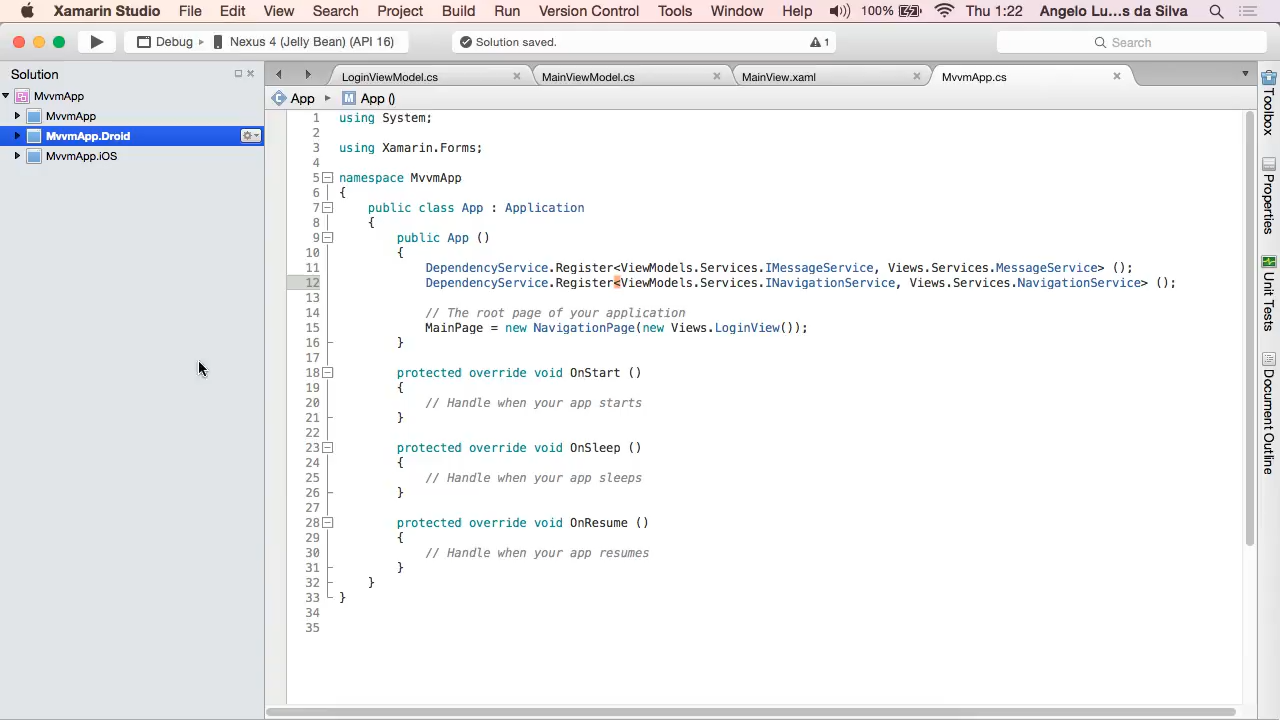 Xamarin Studio File Edit View Search Project Build Run Version Control Tools Window Help 100% Thu 1:22 Angelo Lu...s da Silva
Debug Nexus 4 (Jelly Bean) (API 16) Solution saved. 1 Search
Solution
LoginViewModel.cs MainViewModel.cs MainView.xaml MvvmApp.cs
MvvmApp
MvvmApp
MvvmApp.Droid
MvvmApp.iOS
App App ()
1 using System;
2
3 using Xamarin.Forms;
4
5 namespace MvvmApp
6 {
7 public class App : Application
8 {
9 public App ()
10 {
11 DependencyService.Register<ViewModels.Services.IMessageService, Views.Services.MessageService> ();
12 DependencyService.Register<ViewModels.Services.INavigationService, Views.Services.NavigationService> ();
13
14 // The root page of your application
15 MainPage = new NavigationPage(new Views.LoginView());
16 }
17
18 protected override void OnStart ()
19 {
20 // Handle when your app starts
21 }
22
23 protected override void OnSleep ()
24 {
25 // Handle when your app sleeps
26 }
27
28 protected override void OnResume ()
29 {
30 // Handle when your app resumes
31 }
32 }
33 }
34
35
Toolbox
Properties
Unit Tests
Document Outline